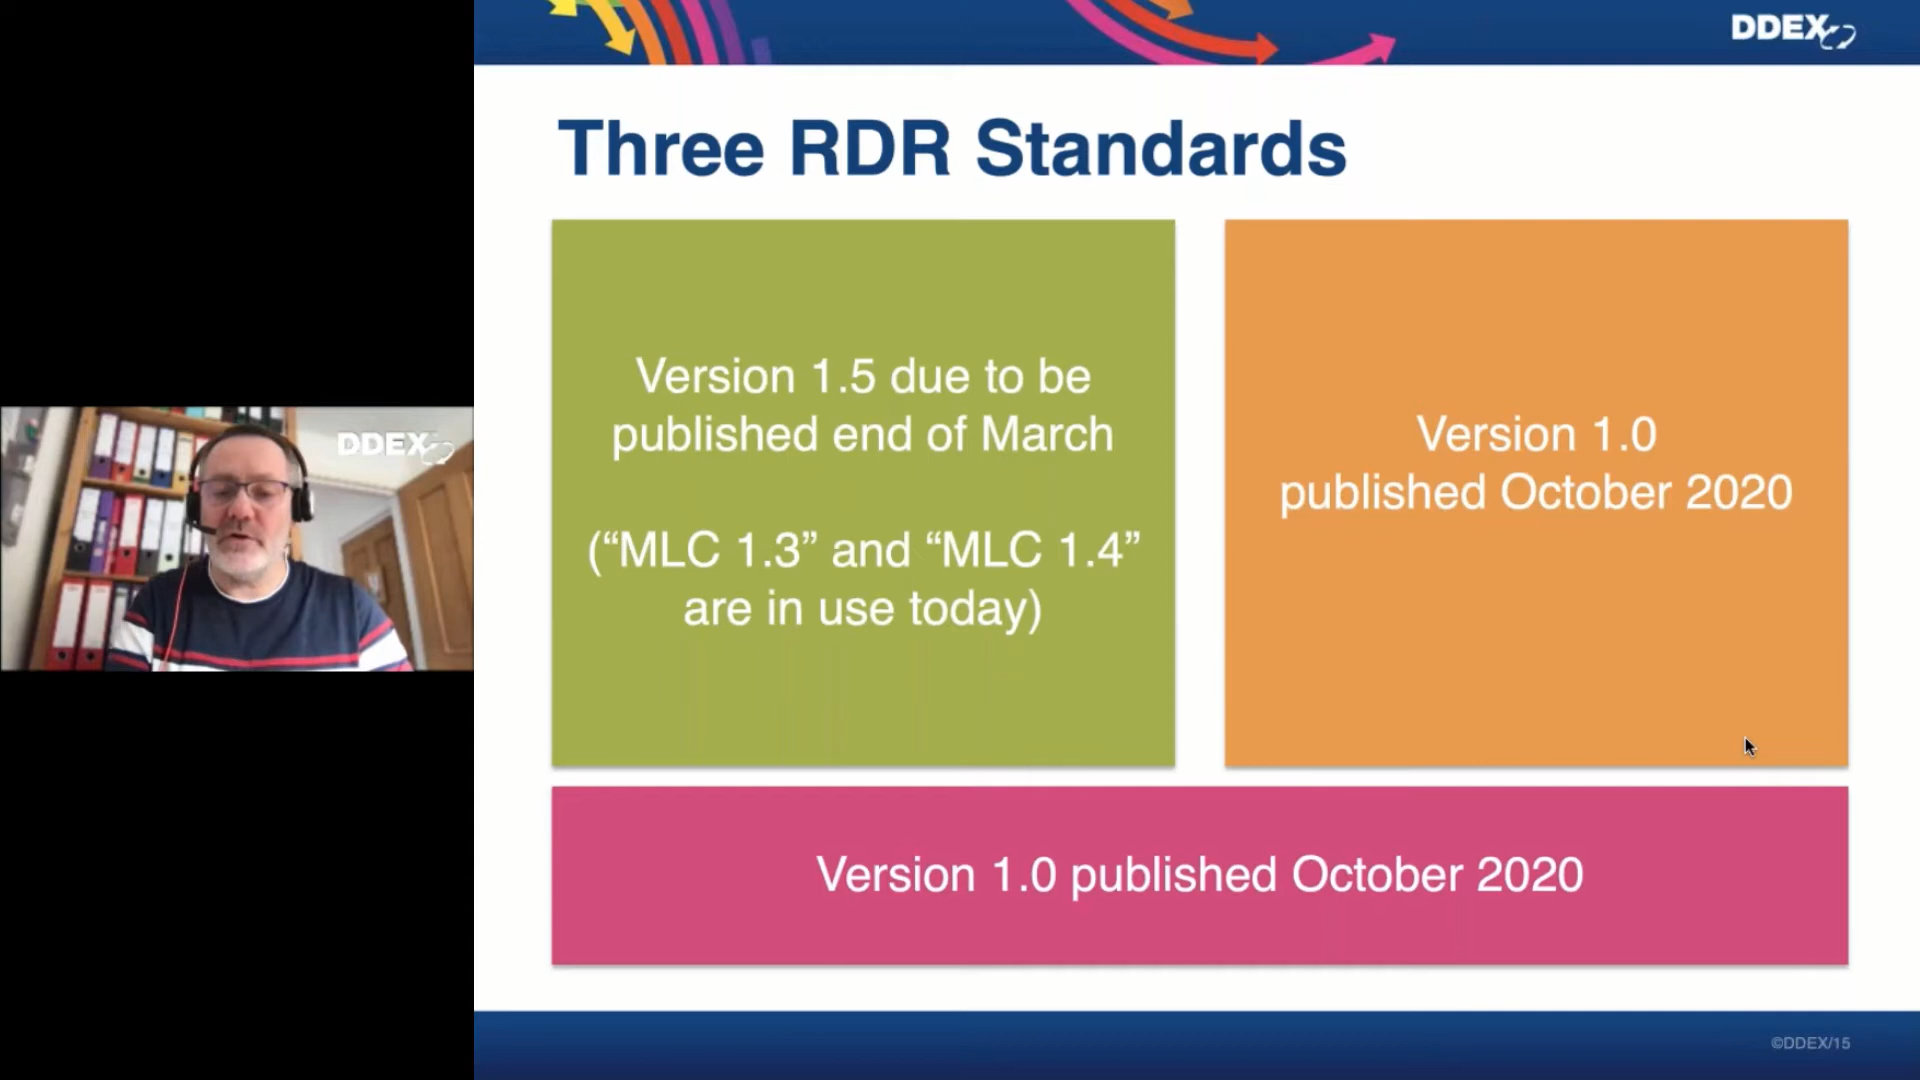 DDEX
Three RDR Standards
Version 1.5 due to be
published end of March
(“MLC 1.3” and “MLC 1.4”
are in use today)
Version 1.0
published October 2020
Version 1.0 published October 2020
DDEX
©DDEX/15